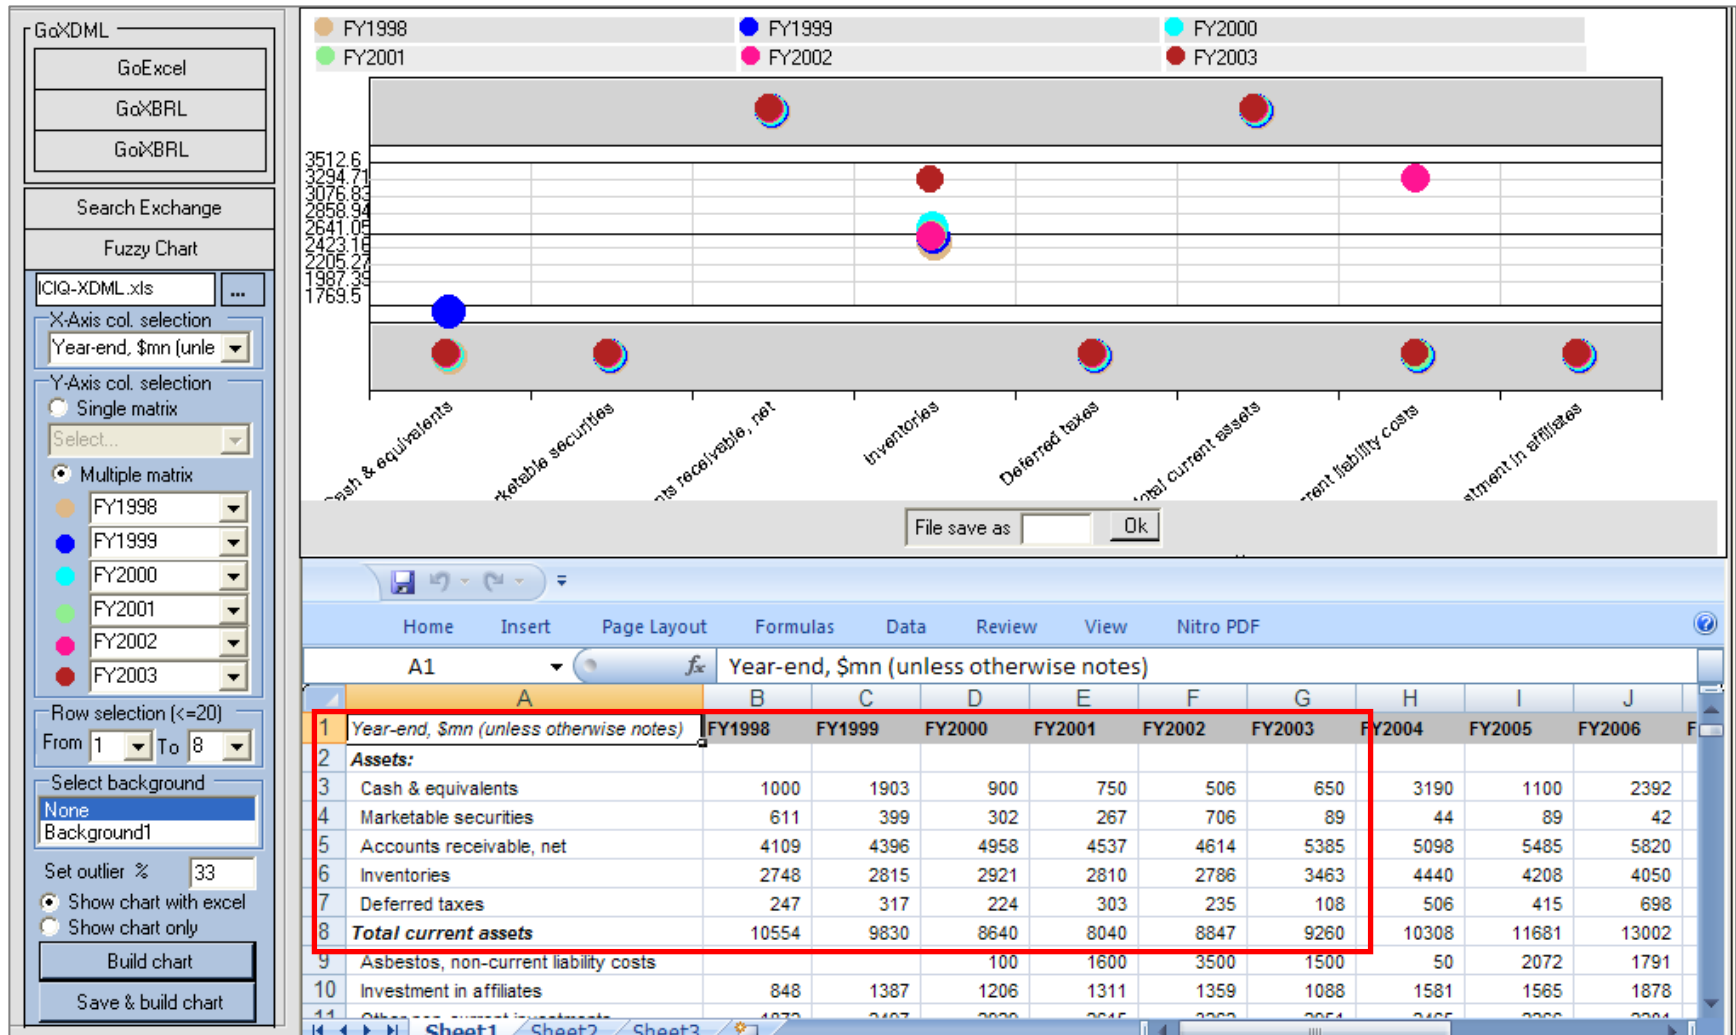 GoXDML
GoExcel
GoXBRL
GoXBRL
Search Exchange
Fuzzy Chart
ICIQ-XDML.xls ...
X-Axis col. selection
Year-end, $mn (unle
Y-Axis col. selection
Single matrix
Select...
Multiple matrix
FY1998
FY1999
FY2000
FY2001
FY2002
FY2003
Row selection (<=20)
From 1 To 8
Select background
None
Background1
Set outlier % 33
Show chart with excel
Show chart only
Build chart
Save & build chart
FY1998 FY1999 FY2000
FY2001 FY2002 FY2003
3512.6
3294.71
3076.83
2858.94
2641.05
2423.16
2205.27
1987.39
1769.5
Cash & equivalents
rketable securities
nts receivable, net
Inventories
Deferred taxes
total current assets
rrent liability costs
stment in affiliates
File save as Ok
Home Insert Page Layout Formulas Data Review View Nitro PDF
A1 fx Year-end, $mn (unless otherwise notes)
A B C D E F G H I J
1 Year-end, $mn (unless otherwise notes) FY1998 FY1999 FY2000 FY2001 FY2002 FY2003 FY2004 FY2005 FY2006 F
2 Assets:
3 Cash & equivalents 1000 1903 900 750 506 650 3190 1100 2392
4 Marketable securities 611 399 302 267 706 89 44 89 42
5 Accounts receivable, net 4109 4396 4958 4537 4614 5385 5098 5485 5820
6 Inventories 2748 2815 2921 2810 2786 3463 4440 4208 4050
7 Deferred taxes 247 317 224 303 235 108 506 415 698
8 Total current assets 10554 9830 8640 8040 8847 9260 10308 11681 13002
9 Asbestos, non-current liability costs 100 1600 3500 1500 50 2072 1791
10 Investment in affiliates 848 1387 1206 1311 1359 1088 1581 1565 1878
11 Other non-current investments
Sheet1 Sheet2 Sheet3